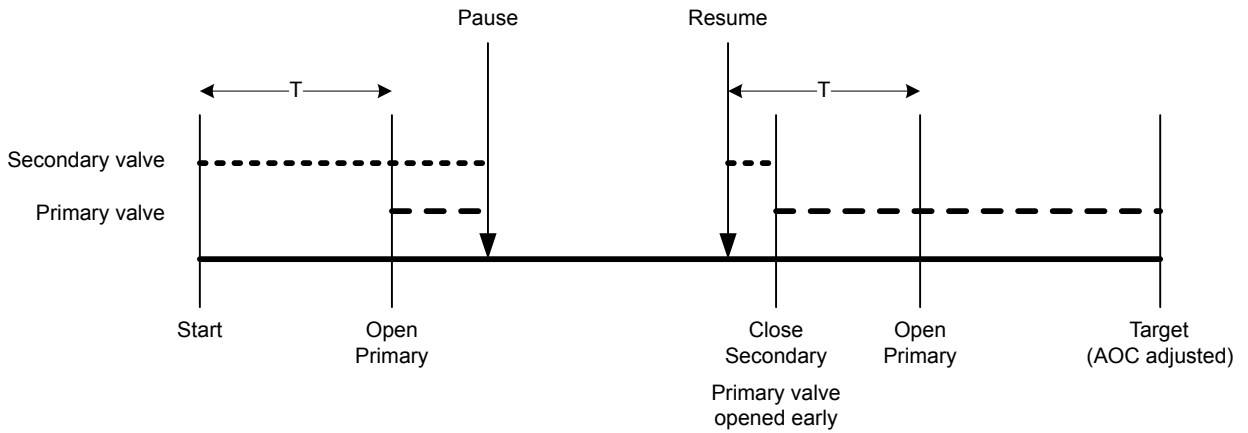 Pause
Resume
T
T
Secondary valve
Primary valve
Start
Open
Primary
Close
Secondary
Primary valve
opened early
Open
Primary
Target
(AOC adjusted)